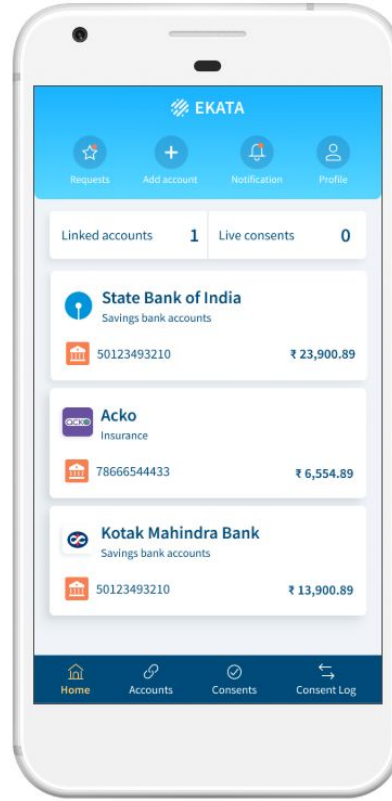 EKATA
Requests Add account Notification Profile
Linked accounts 1 Live consents 0
State Bank of India
Savings bank accounts
50123493210 ₹ 23,900.89
acko Acko
Insurance
78666544433 ₹ 6,554.89
Kotak Mahindra Bank
Savings bank accounts
50123493210 ₹ 13,900.89
Home Accounts Consents Consent Log